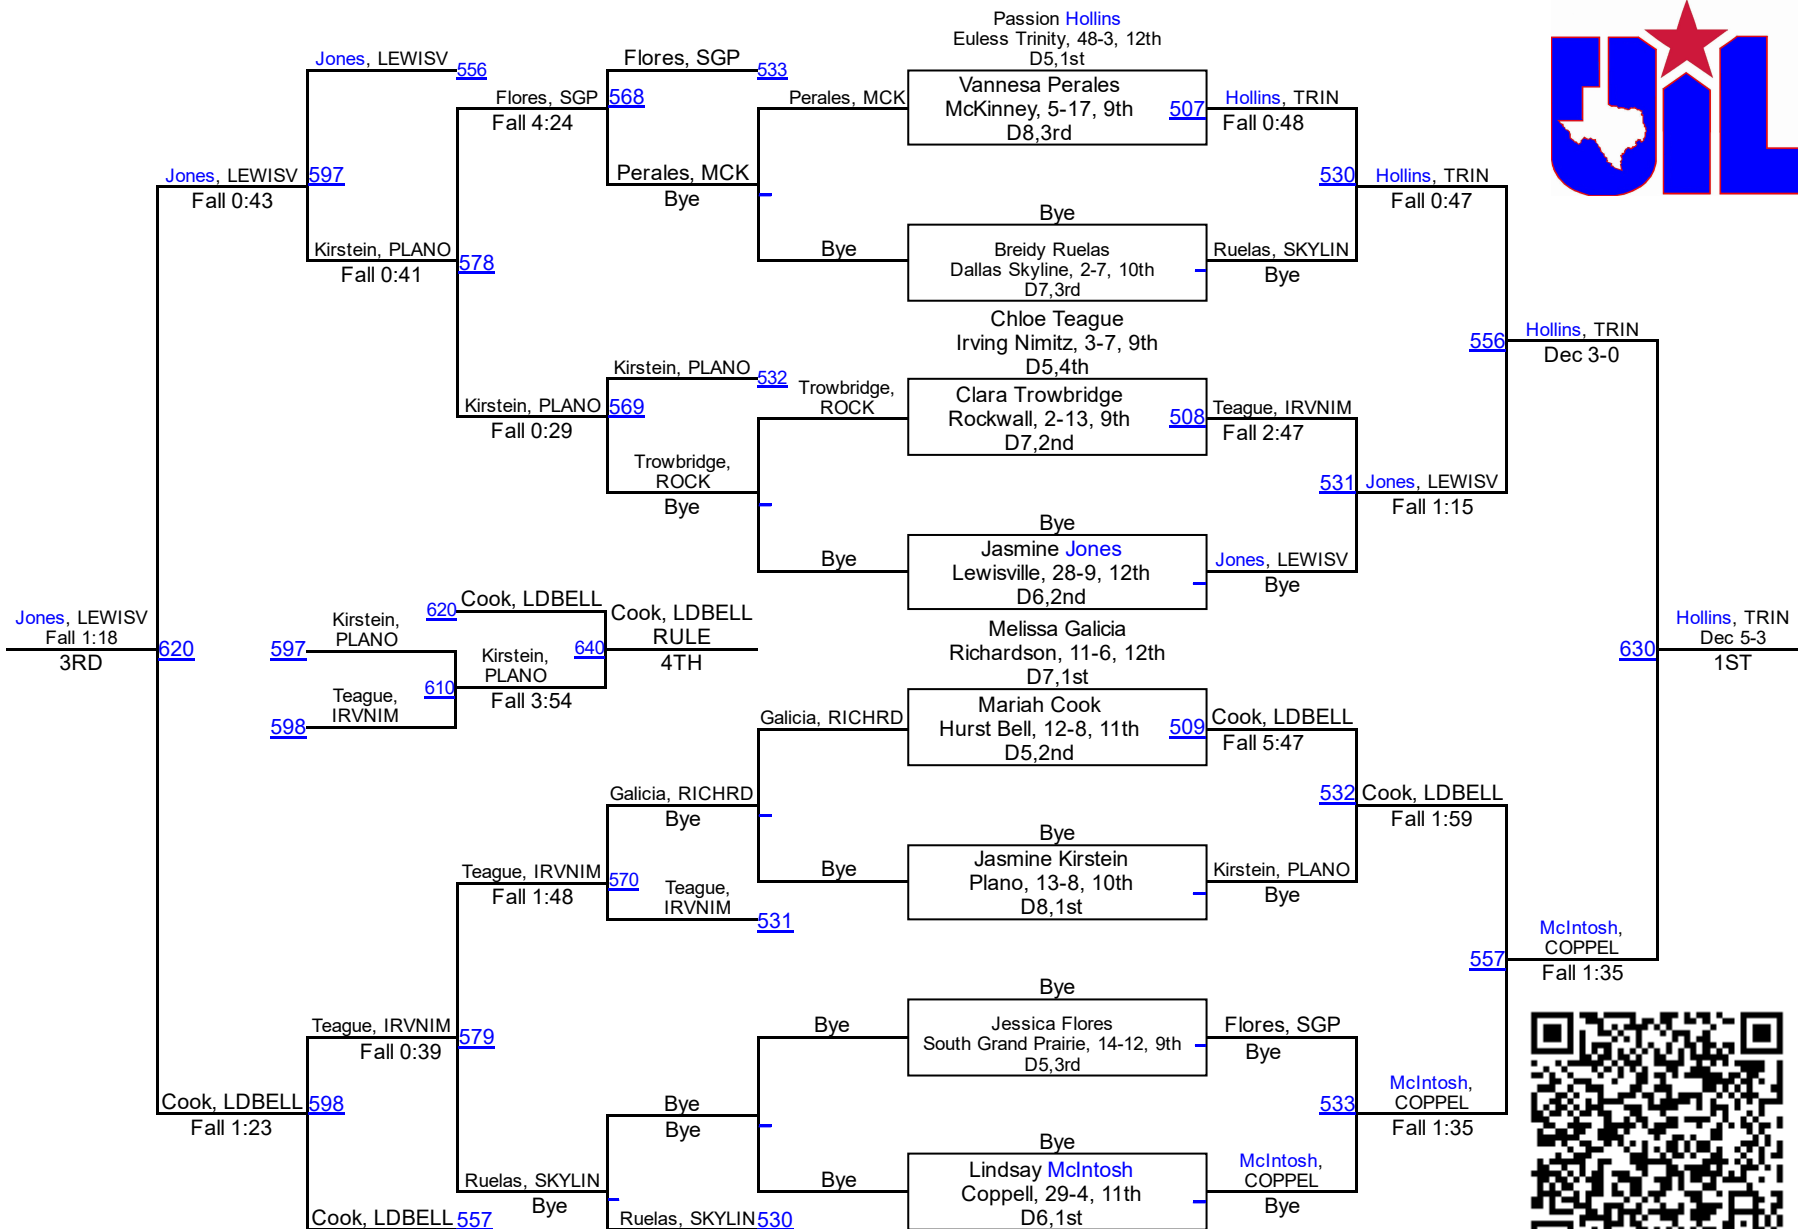 Passion Hollins
Euless Trinity, 48-3, 12th
D5,1st
UIL
Jones, LEWISV
556
Flores, SGP
533
Vannesa Perales
McKinney, 5-17, 9th
D8,3rd
507
Perales, MCK
Hollins, TRIN
Fall 0:48
Flores, SGP
Fall 4:24
568
Perales, MCK
Bye
Jones, LEWISV
Fall 0:43
597
530
Hollins, TRIN
Fall 0:47
Bye
Bye
Breidy Ruelas
Dallas Skyline, 2-7, 10th
D7,3rd
Ruelas, SKYLIN
Bye
Kirstein, PLANO
Fall 0:41
578
Chloe Teague
Irving Nimitz, 3-7, 9th
D5,4th
556
Hollins, TRIN
Dec 3-0
Kirstein, PLANO
532
Trowbridge,
ROCK
Clara Trowbridge
Rockwall, 2-13, 9th
D7,2nd
508
Teague, IRVNIM
Fall 2:47
Kirstein, PLANO
Fall 0:29
569
Trowbridge,
ROCK
Bye
531
Jones, LEWISV
Fall 1:15
Bye
Bye
Jasmine Jones
Lewisville, 28-9, 12th
D6,2nd
Jones, LEWISV
Bye
Jones, LEWISV
Fall 1:18
3RD
620
620
Cook, LDBELL
Cook, LDBELL
RULE
4TH
640
Kirstein,
PLANO
597
Kirstein,
PLANO
Fall 3:54
610
Teague,
IRVNIM
598
Melissa Galicia
Richardson, 11-6, 12th
D7,1st
630
Hollins, TRIN
Dec 5-3
1ST
Galicia, RICHRD
Mariah Cook
Hurst Bell, 12-8, 11th
D5,2nd
509
Cook, LDBELL
Fall 5:47
Galicia, RICHRD
Bye
532
Cook, LDBELL
Fall 1:59
Bye
Bye
Jasmine Kirstein
Plano, 13-8, 10th
D8,1st
Kirstein, PLANO
Bye
Teague, IRVNIM
Fall 1:48
570
Teague,
IRVNIM
531
557
McIntosh,
COPPEL
Fall 1:35
Bye
Bye
Jessica Flores
South Grand Prairie, 14-12, 9th
D5,3rd
Flores, SGP
Bye
Teague, IRVNIM
Fall 0:39
579
Cook, LDBELL
Fall 1:23
598
Bye
Bye
533
McIntosh,
COPPEL
Fall 1:35
Bye
Bye
Lindsay McIntosh
Coppell, 29-4, 11th
D6,1st
McIntosh,
COPPEL
Bye
Ruelas, SKYLIN
Bye
Cook, LDBELL
557
Ruelas, SKYLIN
530